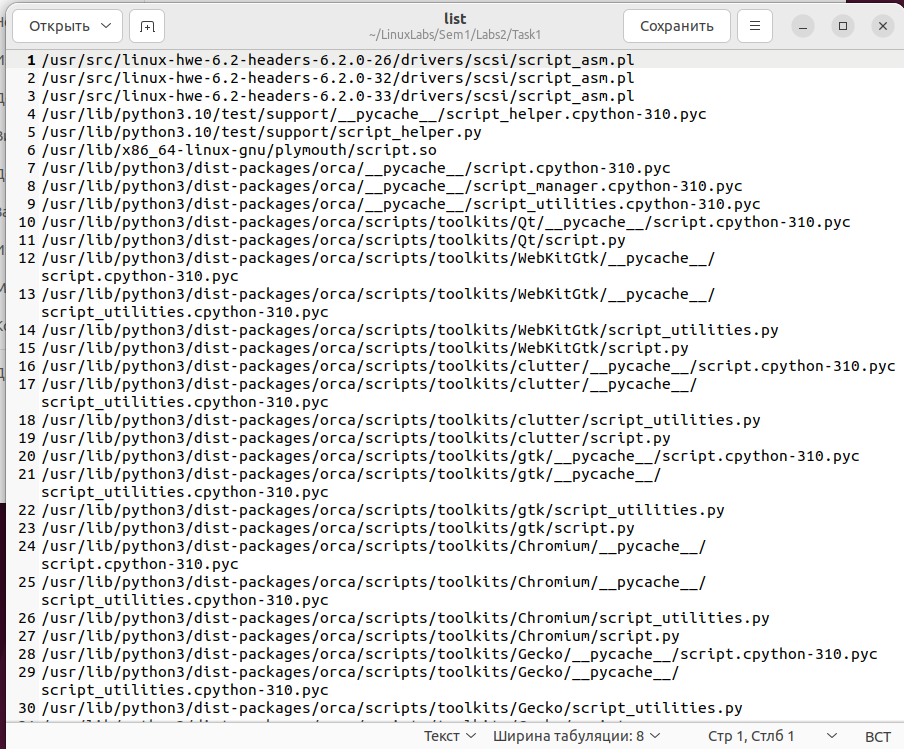 Открыть
list
~/LinuxLabs/Sem1/Labs2/Task1
Сохранить
1 /usr/src/linux-hwe-6.2-headers-6.2.0-26/drivers/scsi/script_asm.pl
2 /usr/src/linux-hwe-6.2-headers-6.2.0-32/drivers/scsi/script_asm.pl
3 /usr/src/linux-hwe-6.2-headers-6.2.0-33/drivers/scsi/script_asm.pl
4 /usr/lib/python3.10/test/support/__pycache__/script_helper.cpython-310.pyc
5 /usr/lib/python3.10/test/support/script_helper.py
6 /usr/lib/x86_64-linux-gnu/plymouth/script.so
7 /usr/lib/python3/dist-packages/orca/__pycache__/script.cpython-310.pyc
8 /usr/lib/python3/dist-packages/orca/__pycache__/script_manager.cpython-310.pyc
9 /usr/lib/python3/dist-packages/orca/__pycache__/script_utilities.cpython-310.pyc
10 /usr/lib/python3/dist-packages/orca/scripts/toolkits/Qt/__pycache__/script.cpython-310.pyc
11 /usr/lib/python3/dist-packages/orca/scripts/toolkits/Qt/script.py
12 /usr/lib/python3/dist-packages/orca/scripts/toolkits/WebKitGtk/__pycache__/
script.cpython-310.pyc
13 /usr/lib/python3/dist-packages/orca/scripts/toolkits/WebKitGtk/__pycache__/
script_utilities.cpython-310.pyc
14 /usr/lib/python3/dist-packages/orca/scripts/toolkits/WebKitGtk/script_utilities.py
15 /usr/lib/python3/dist-packages/orca/scripts/toolkits/WebKitGtk/script.py
16 /usr/lib/python3/dist-packages/orca/scripts/toolkits/clutter/__pycache__/script.cpython-310.pyc
17 /usr/lib/python3/dist-packages/orca/scripts/toolkits/clutter/__pycache__/
script_utilities.cpython-310.pyc
18 /usr/lib/python3/dist-packages/orca/scripts/toolkits/clutter/script_utilities.py
19 /usr/lib/python3/dist-packages/orca/scripts/toolkits/clutter/script.py
20 /usr/lib/python3/dist-packages/orca/scripts/toolkits/gtk/__pycache__/script.cpython-310.pyc
21 /usr/lib/python3/dist-packages/orca/scripts/toolkits/gtk/__pycache__/
script_utilities.cpython-310.pyc
22 /usr/lib/python3/dist-packages/orca/scripts/toolkits/gtk/script_utilities.py
23 /usr/lib/python3/dist-packages/orca/scripts/toolkits/gtk/script.py
24 /usr/lib/python3/dist-packages/orca/scripts/toolkits/Chromium/__pycache__/
script.cpython-310.pyc
25 /usr/lib/python3/dist-packages/orca/scripts/toolkits/Chromium/__pycache__/
script_utilities.cpython-310.pyc
26 /usr/lib/python3/dist-packages/orca/scripts/toolkits/Chromium/script_utilities.py
27 /usr/lib/python3/dist-packages/orca/scripts/toolkits/Chromium/script.py
28 /usr/lib/python3/dist-packages/orca/scripts/toolkits/Gecko/__pycache__/script.cpython-310.pyc
29 /usr/lib/python3/dist-packages/orca/scripts/toolkits/Gecko/__pycache__/
script_utilities.cpython-310.pyc
30 /usr/lib/python3/dist-packages/orca/scripts/toolkits/Gecko/script_utilities.py
Текст Ширина табуляции: 8 Стр 1, Стлб 1 ВСТ